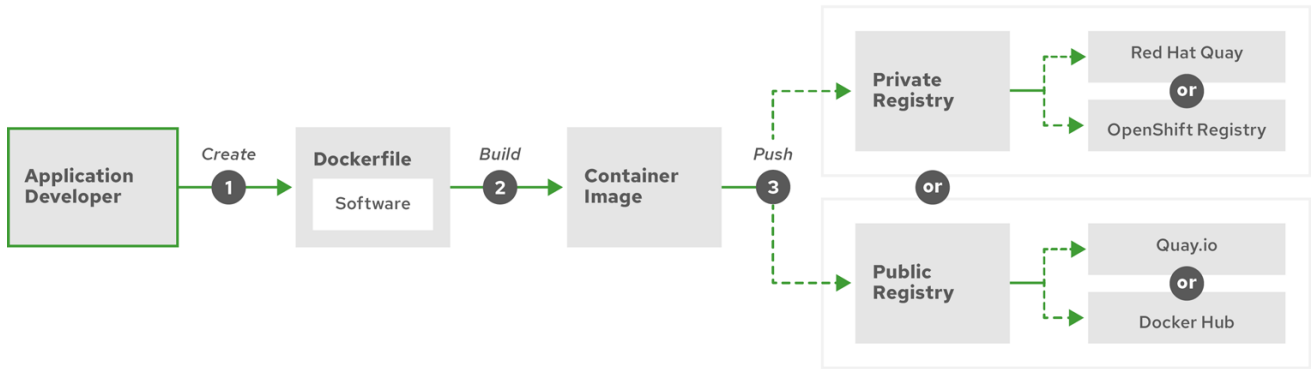 Application
Developer
Create
1
Dockerfile
Software
Build
2
Container
Image
Push
3
Private
Registry
Red Hat Quay
or
OpenShift Registry
or
Public
Registry
Quay.io
or
Docker Hub